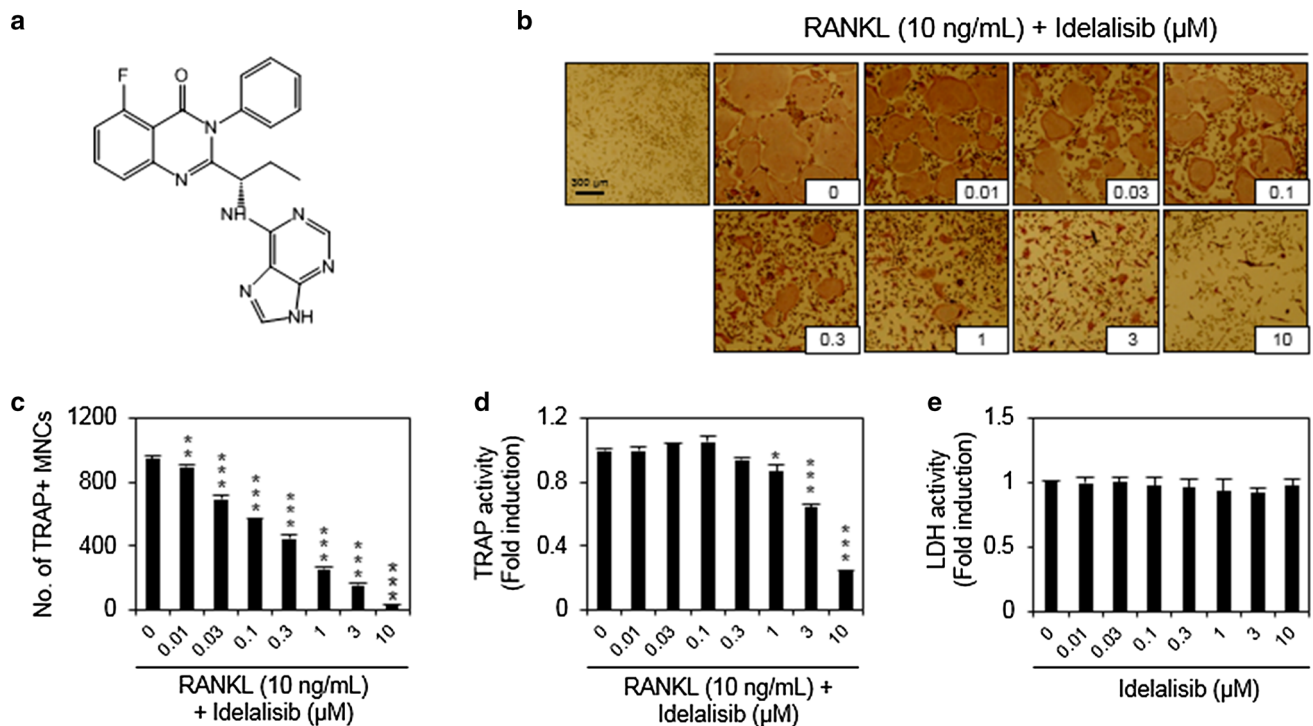 a
F
O
N
N
NH
N
N
N
NH
b
RANKL (10 ng/mL) + Idelalisib (µM)
300 µm
0
0.01
0.03
0.1
0.3
1
3
10
c
No. of TRAP+ MNCs
1200
800
400
0
**
***
***
***
***
***
***
0 0.01 0.03 0.1 0.3 1 3 10
RANKL (10 ng/mL)
+ Idelalisib (µM)
d
TRAP activity
(Fold induction)
1.2
0.8
0.4
0
*
***
***
0 0.01 0.03 0.1 0.3 1 3 10
RANKL (10 ng/mL) +
Idelalisib (µM)
e
LDH activity
(Fold induction)
1.5
1
0.5
0
0 0.01 0.03 0.1 0.3 1 3 10
Idelalisib (µM)